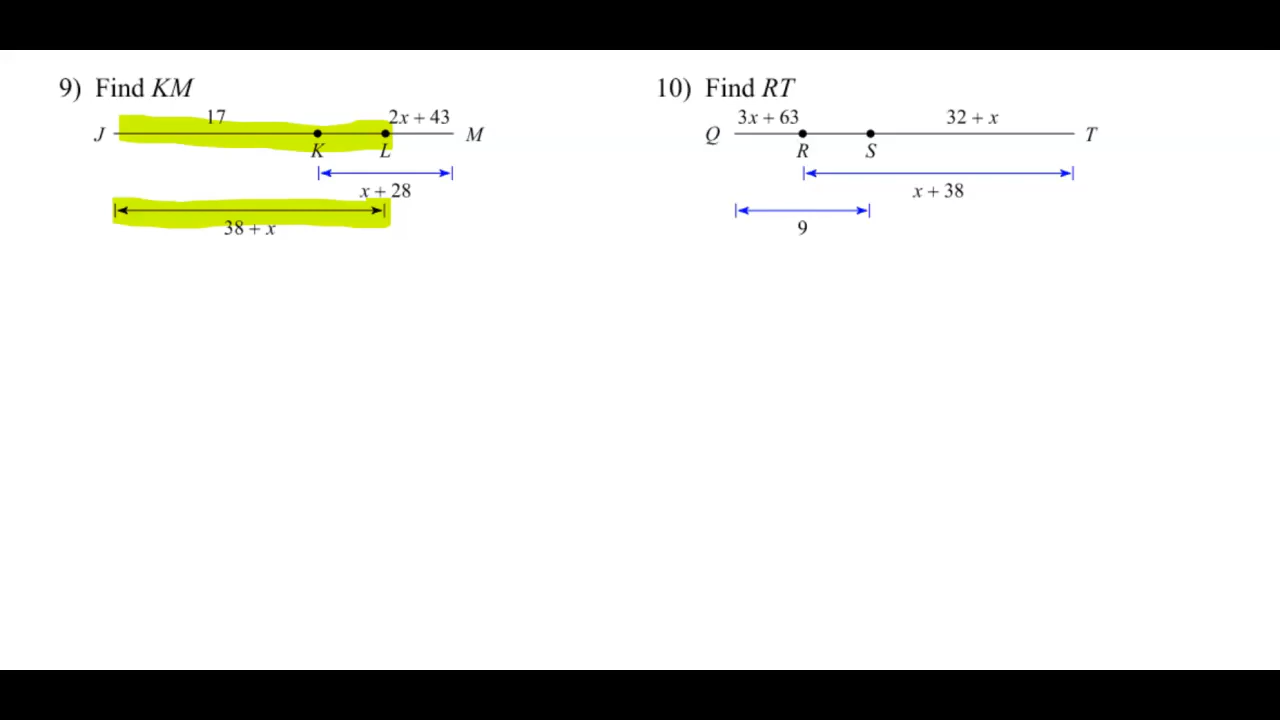 9) Find KM
17
2x + 43
J
K
L
M
x + 28
38 + x
10) Find RT
3x + 63
32 + x
Q
R
S
T
x + 38
9